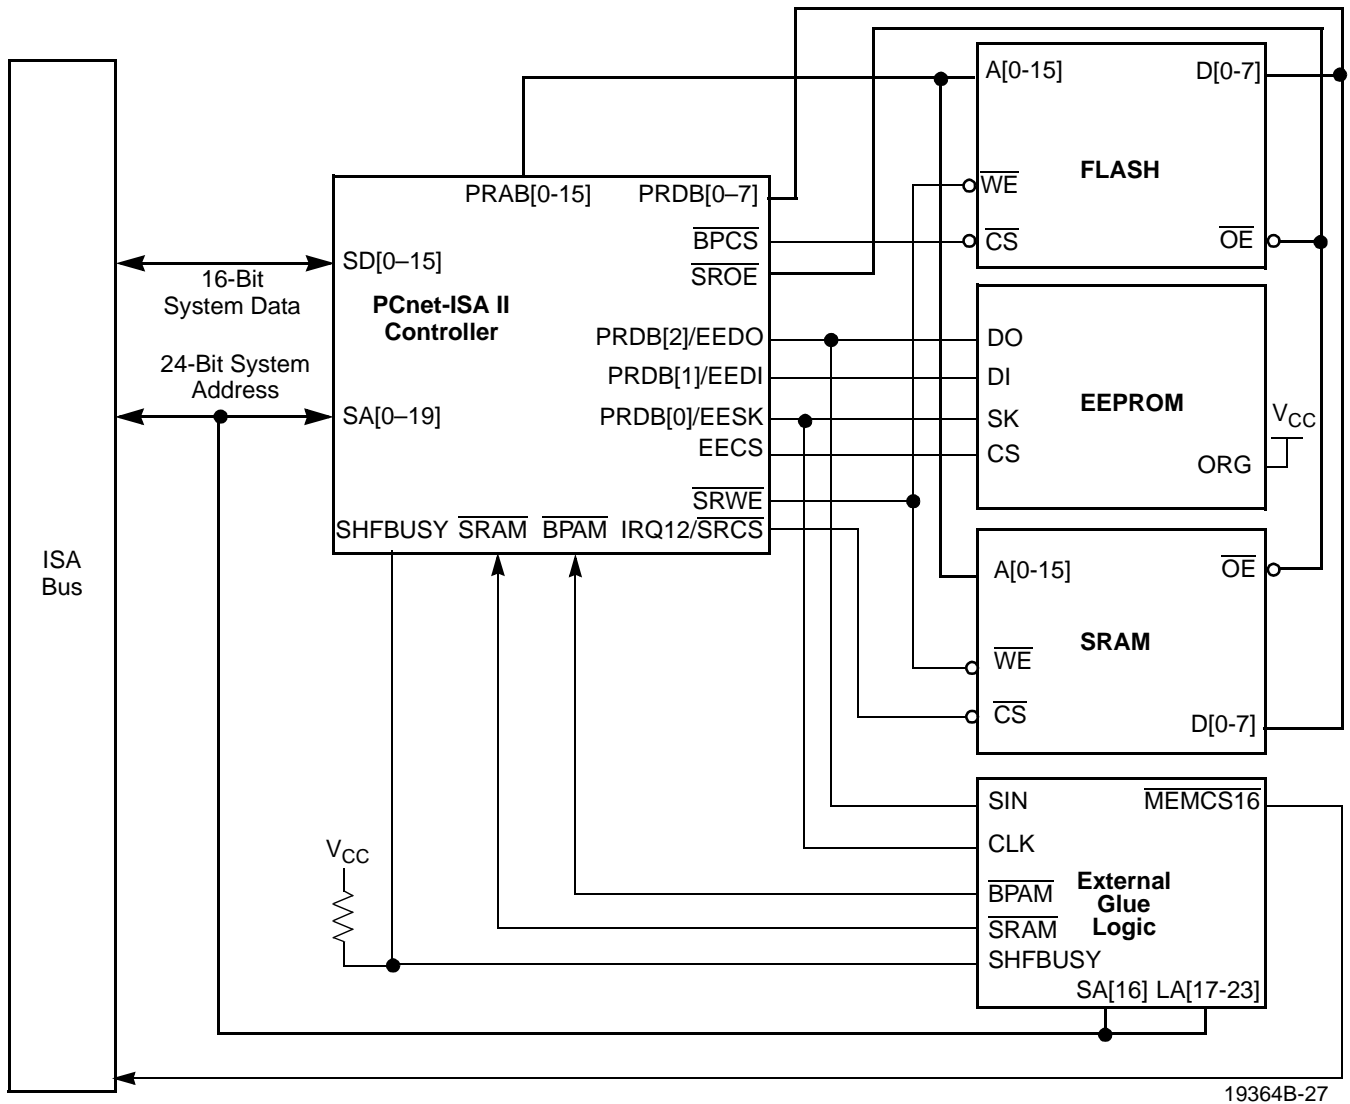 ISA
Bus
16-Bit
System Data
24-Bit System
Address
PRAB[0-15]
PRDB[0–7]
BPCS
SROE
SD[0–15]
PCnet-ISA II
Controller
PRDB[2]/EEDO
PRDB[1]/EEDI
SA[0–19]
PRDB[0]/EESK
EECS
SRWE
SHFBUSY
SRAM
BPAM
IRQ12/SRCS
A[0-15]
D[0-7]
FLASH
WE
CS
OE
DO
DI
EEPROM
SK
CS
ORG
VCC
A[0-15]
OE
SRAM
WE
CS
D[0-7]
SIN
MEMCS16
CLK
BPAM
External
Glue
Logic
SRAM
SHFBUSY
SA[16] LA[17-23]
VCC
19364B-27